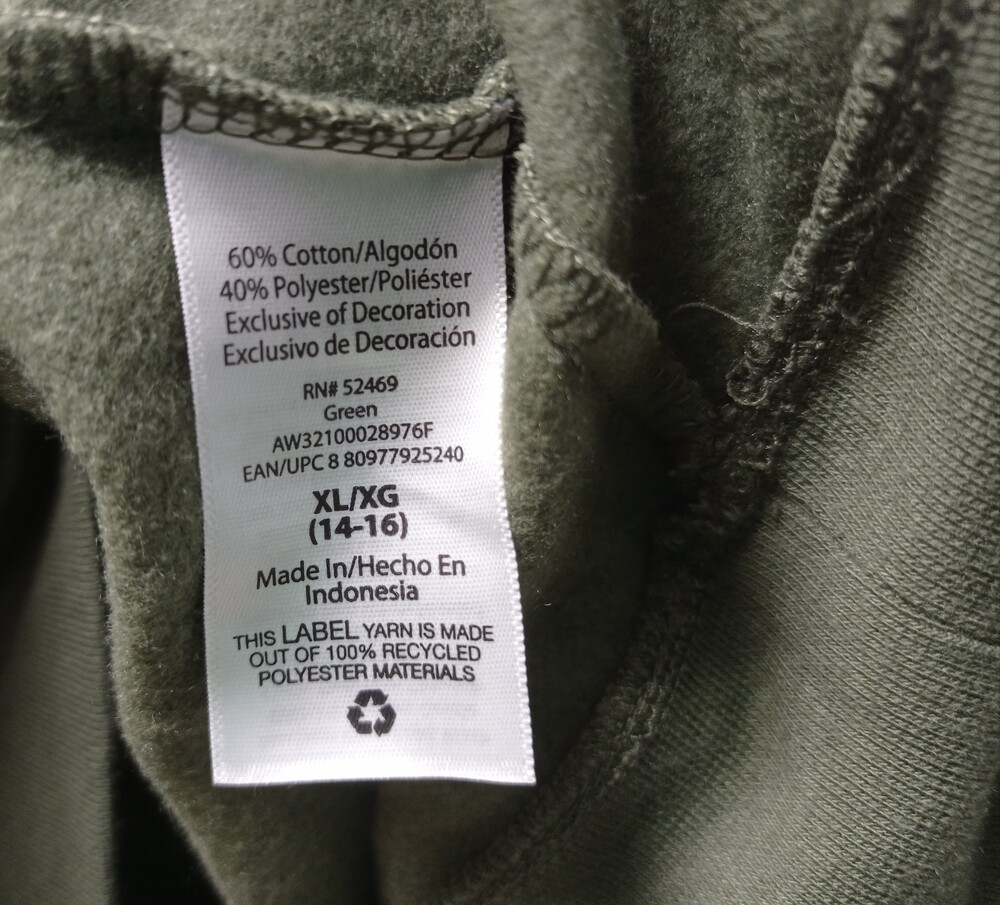 60% Cotton/Algodón
40% Polyester/Poliéster
Exclusive of Decoration
Exclusivo de Decoración
RN# 52469
Green
AW32100028976F
EAN/UPC 8 80977925240
XL/XG
(14-16)
Made In/Hecho En
Indonesia
THIS LABEL YARN IS MADE
OUT OF 100% RECYCLED
POLYESTER MATERIALS